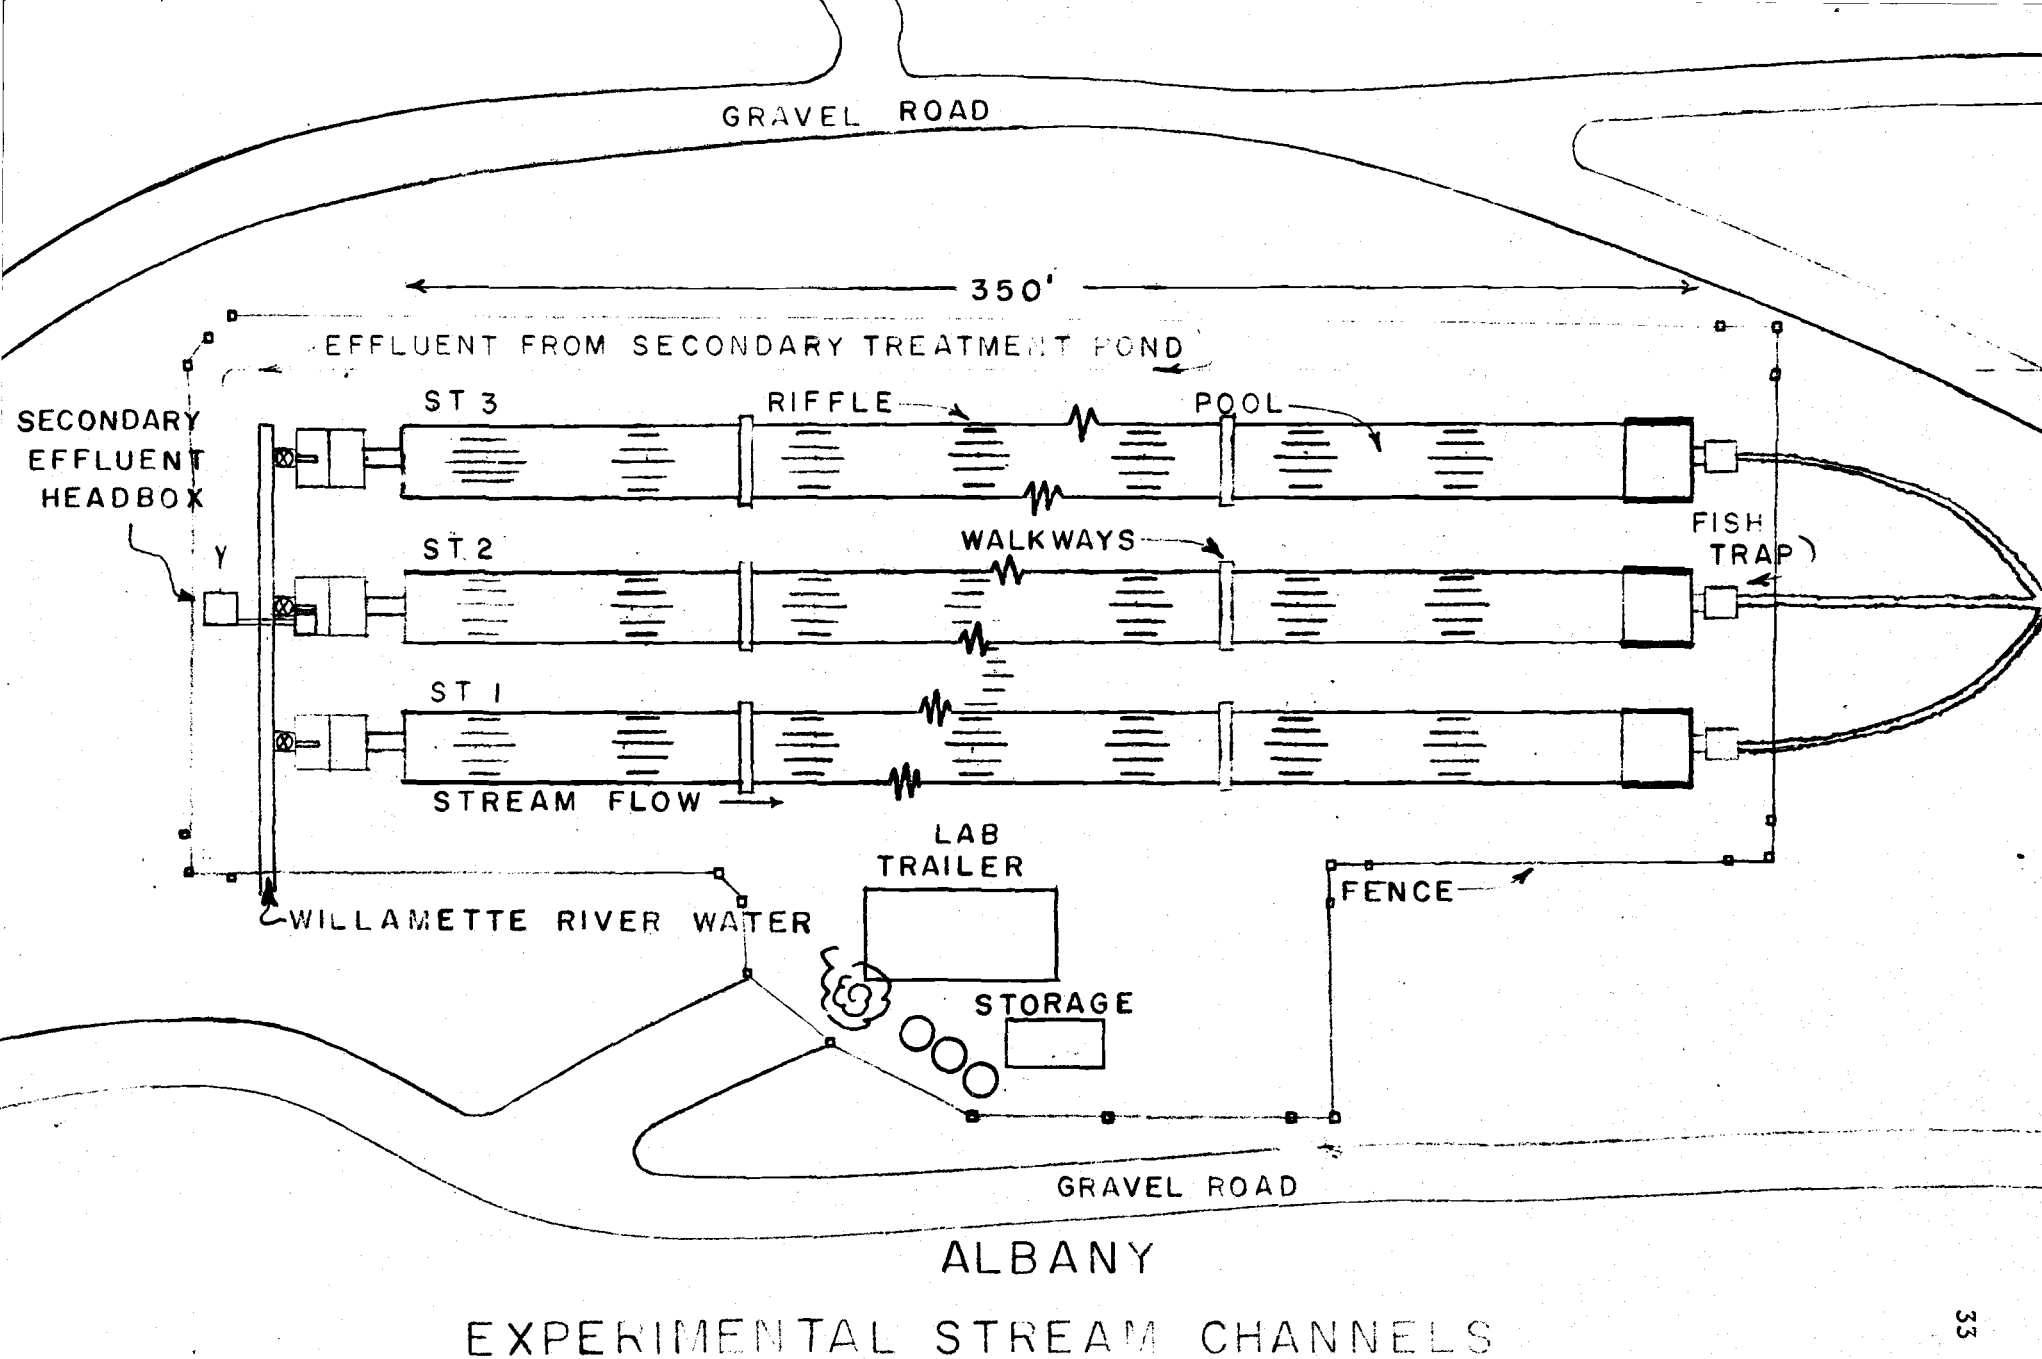 GRAVEL ROAD
350'
EFFLUENT FROM SECONDARY TREATMENT POND
SECONDARY
EFFLUENT
HEADBOX
ST 3
RIFFLE
POOL
Y
ST 2
WALKWAYS
FISH
TRAP
ST 1
STREAM FLOW
LAB
TRAILER
FENCE
WILLAMETTE RIVER WATER
STORAGE
GRAVEL ROAD
ALBANY
EXPERIMENTAL STREAM CHANNELS
33